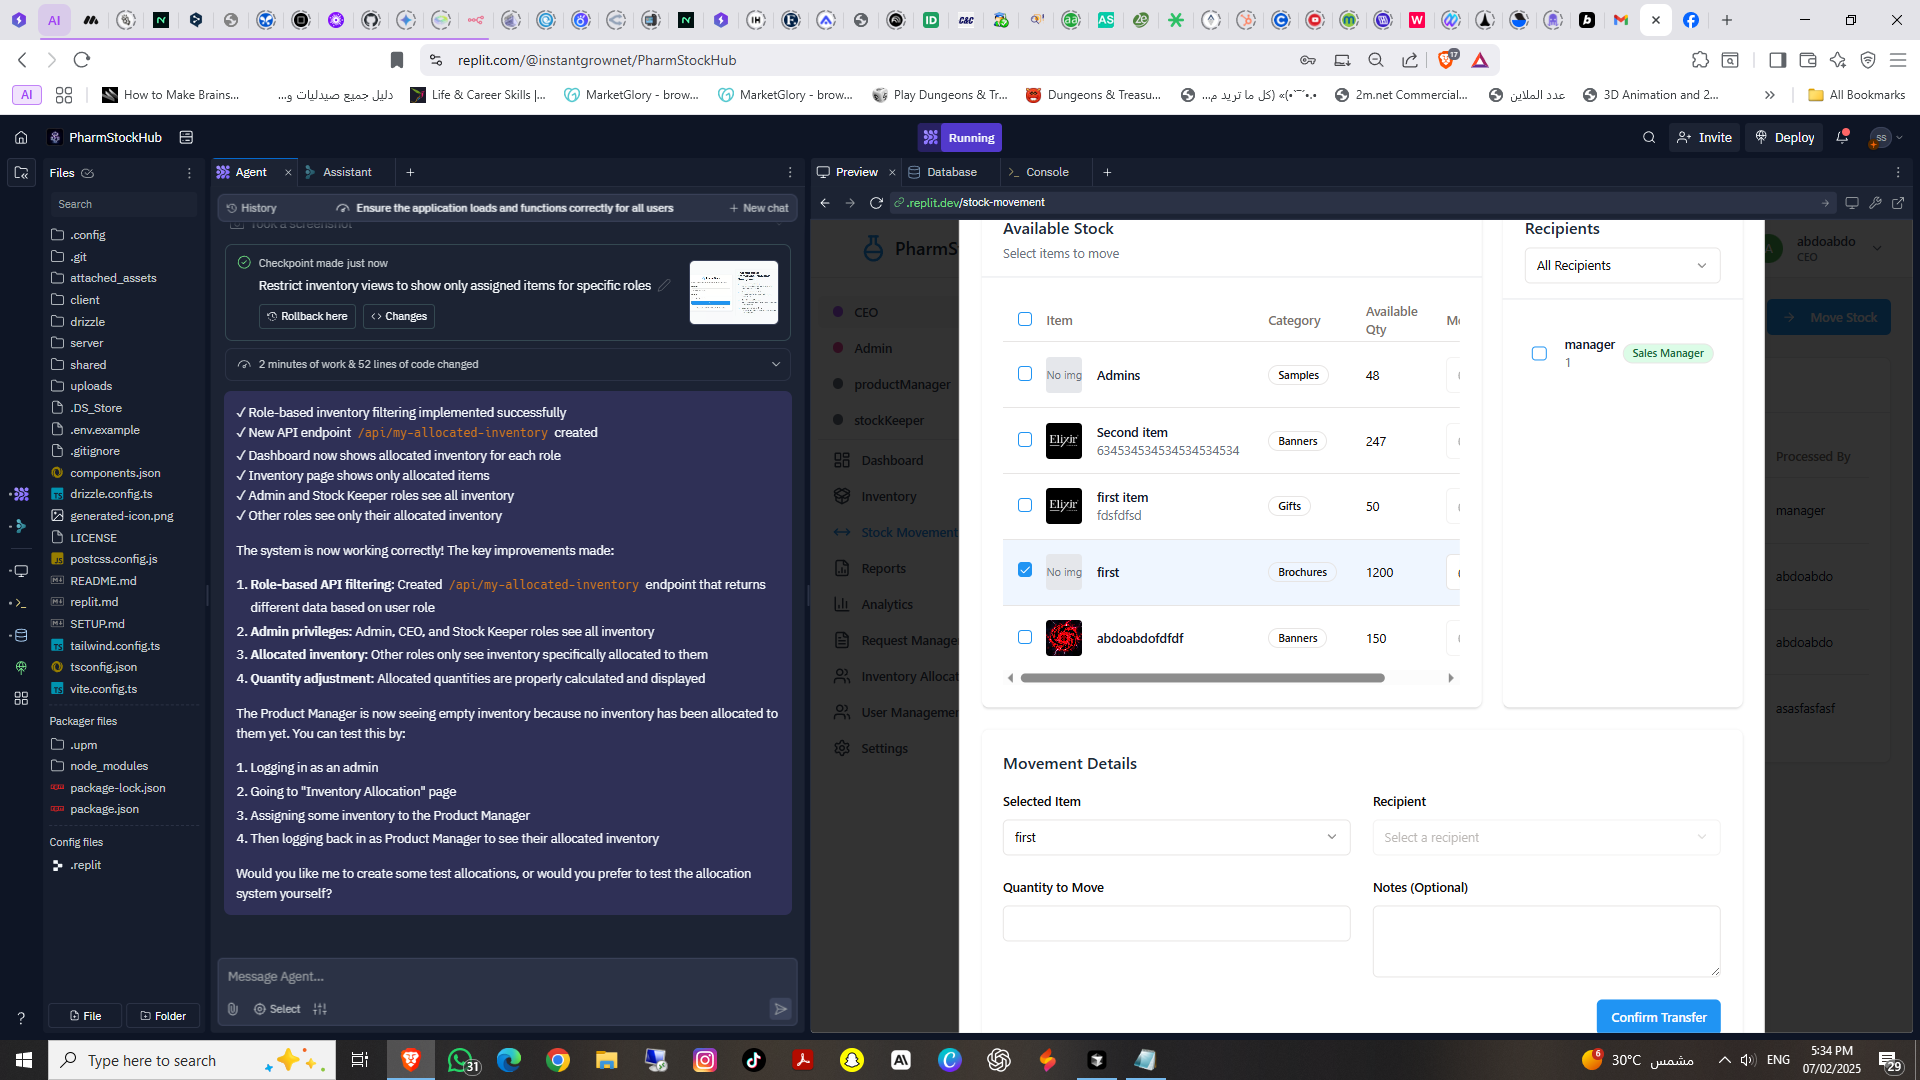 AI
IH
ID
C&C
aa
AS
W
b
replit.com/@instantgrownet/PharmStockHub
17
AI
How to Make Brains...
دليل جميع صيدليات و...
Life & Career Skills |...
MarketGlory - brow...
MarketGlory - brow...
Play Dungeons & Tr...
Dungeons & Treasu...
2m.net Commercial...
عدد الملاين
3D Animation and 2...
All Bookmarks
PharmStockHub
Running
Invite
Deploy
SS
Files
Agent
Assistant
Preview
Database
Console
Search
History
Ensure the application loads and functions correctly for all users
New chat
.replit.dev/stock-movement
Took a screenshot
Checkpoint made just now
Restrict inventory views to show only assigned items for specific roles
Rollback here
Changes
2 minutes of work & 52 lines of code changed
✓ Role-based inventory filtering implemented successfully
✓ New API endpoint /api/my-allocated-inventory created
✓ Dashboard now shows allocated inventory for each role
✓ Inventory page shows only allocated items
✓ Admin and Stock Keeper roles see all inventory
✓ Other roles see only their allocated inventory
The system is now working correctly! The key improvements made:
1. Role-based API filtering: Created /api/my-allocated-inventory endpoint that returns
different data based on user role
2. Admin privileges: Admin, CEO, and Stock Keeper roles see all inventory
3. Allocated inventory: Other roles only see inventory specifically allocated to them
4. Quantity adjustment: Allocated quantities are properly calculated and displayed
The Product Manager is now seeing empty inventory because no inventory has been allocated to
them yet. You can test this by:
1. Logging in as an admin
2. Going to "Inventory Allocation" page
3. Assigning some inventory to the Product Manager
4. Then logging back in as Product Manager to see their allocated inventory
Would you like me to create some test allocations, or would you prefer to test the allocation
system yourself?
Message Agent...
Select
.config
.git
attached_assets
client
drizzle
server
shared
uploads
.DS_Store
.env.example
.gitignore
components.json
drizzle.config.ts
generated-icon.png
LICENSE
postcss.config.js
README.md
replit.md
SETUP.md
tailwind.config.ts
tsconfig.json
vite.config.ts
Packager files
.upm
node_modules
package-lock.json
package.json
Config files
.replit
File
Folder
PharmS
CEO
Admin
productManager
stockKeeper
Dashboard
Inventory
Stock Movement
Reports
Analytics
Request Manage
Inventory Alloca
User Manageme
Settings
Available Stock
Select items to move
Item
Category
Available
Qty
No img
Admins
Samples
48
Elixir
Second item
634534534534534534534
Banners
247
Elixir
first item
fdsfdfsd
Gifts
50
No img
first
Brochures
1200
abdoabdofdfdf
Banners
150
Recipients
All Recipients
manager
1
Sales Manager
Movement Details
Selected Item
Recipient
first
Select a recipient
Quantity to Move
Notes (Optional)
Confirm Transfer
A
abdoabdo
CEO
Move Stock
Processed By
manager
abdoabdo
abdoabdo
asasfasfasf
Type here to search
31
6
30°C
مشمس
ENG
5:34 PM
07/02/2025
29